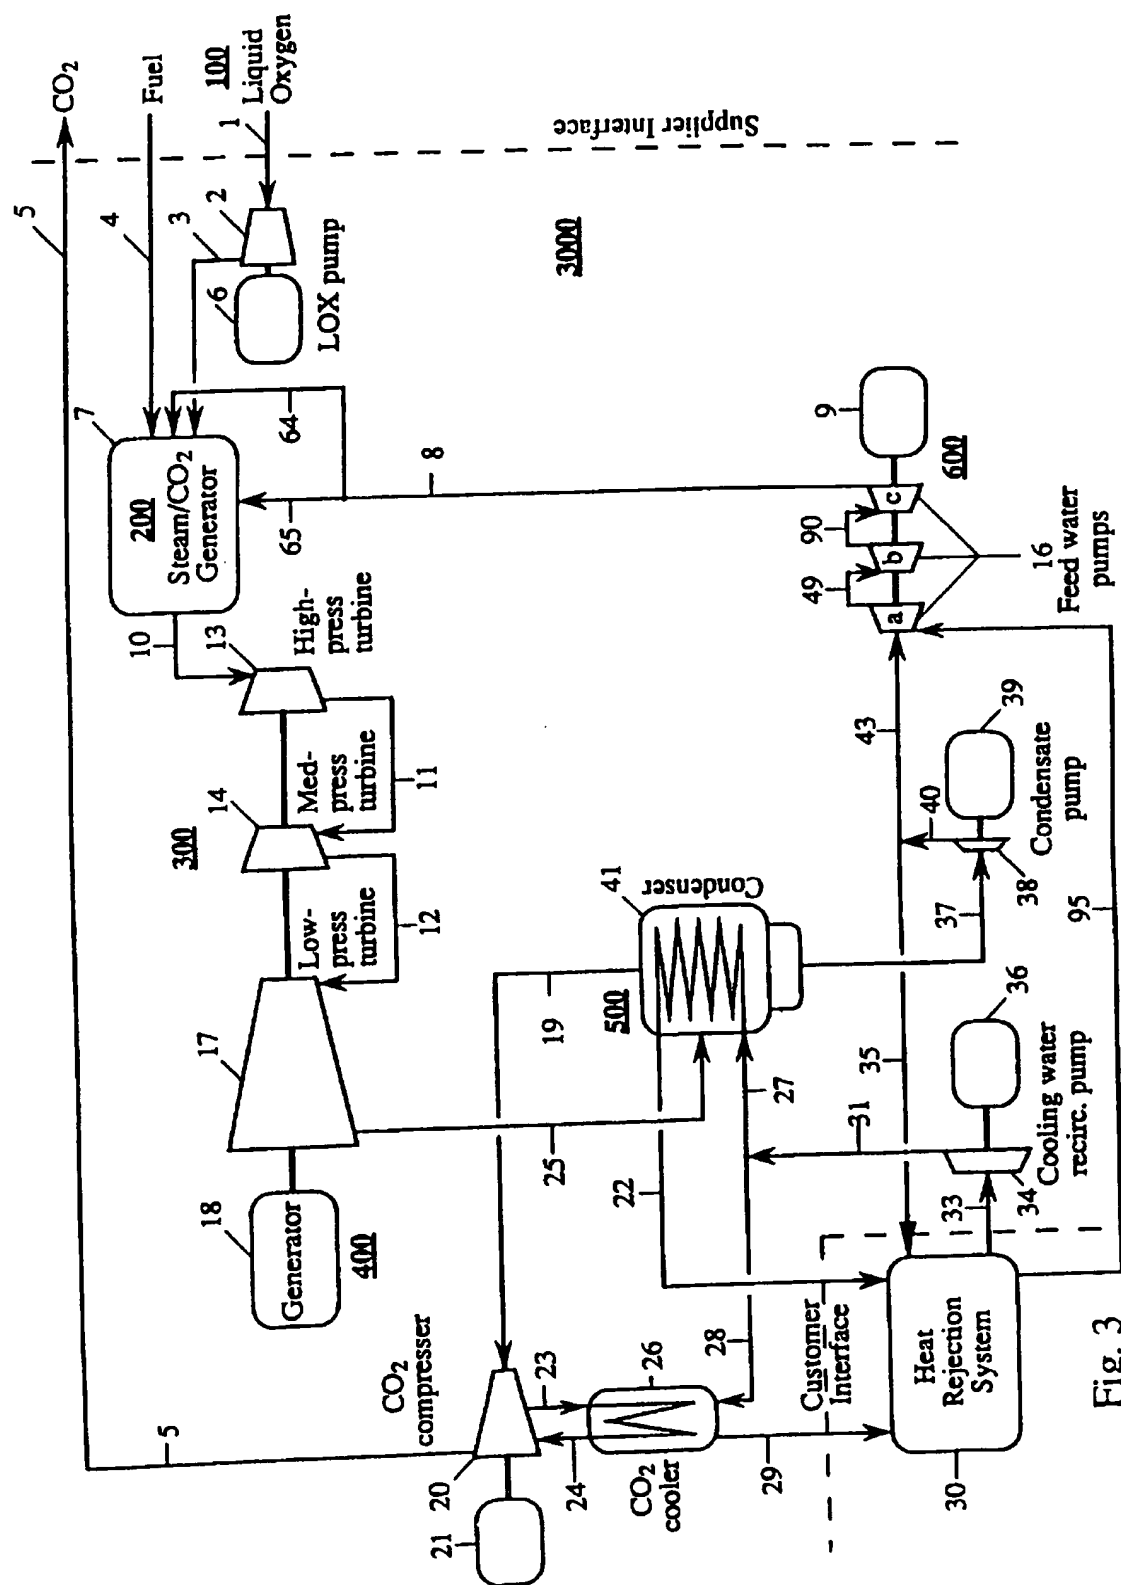 5
CO₂
4
Fuel
100
1
Liquid
Oxygen
Supplier Interface
2
3
6
LOX pump
3000
7
200
Steam/CO₂
Generator
64
65
8
10
13
High-
press
turbine
11
300
14
Med-
press
turbine
12
17
Low-
press
turbine
18
Generator
400
25
19
5
CO₂
compresser
20
21
23
24
26
CO₂
cooler
28
29
22
27
500
41
Condenser
Customer
Interface
Heat
Rejection
System
30
33
34
31
36
Cooling water
recirc. pump
35
37
38
39
40
Condensate
pump
43
95
9
600
a
b
c
49
90
16
Feed water
pumps
Fig. 3